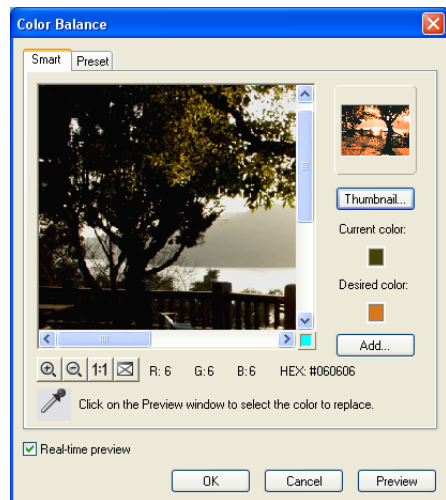 Color Balance
Smart Preset
Thumbnail...
Current color:
Desired color:
Add...
1:1 R: 6 G: 6 B: 6 HEX: #060606
Click on the Preview window to select the color to replace.
Real-time preview
OK Cancel Preview